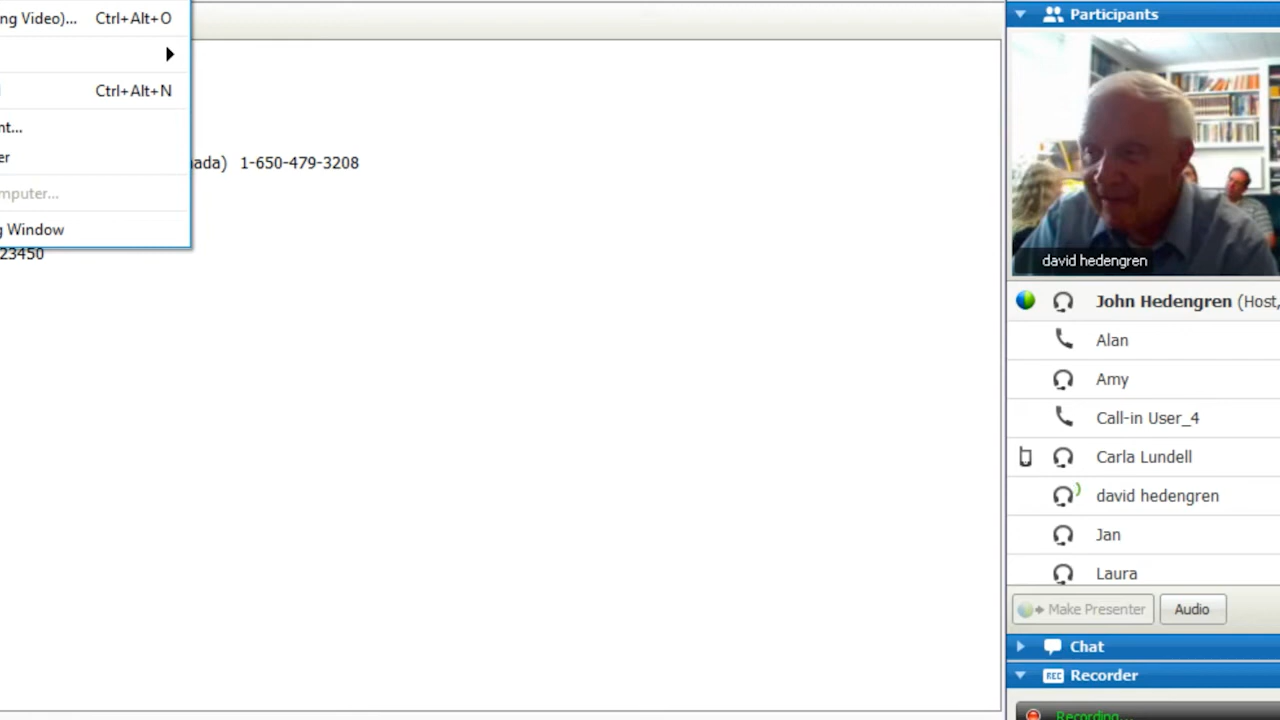 ng Video)... Ctrl+Alt+O
Ctrl+Alt+N
nt...
er
mputer...
g Window
nada) 1-650-479-3208
23450
Participants
david hedengren
John Hedengren (Host,
Alan
Amy
Call-in User_4
Carla Lundell
david hedengren
Jan
Laura
Make Presenter Audio
Chat
REC Recorder
Recording...